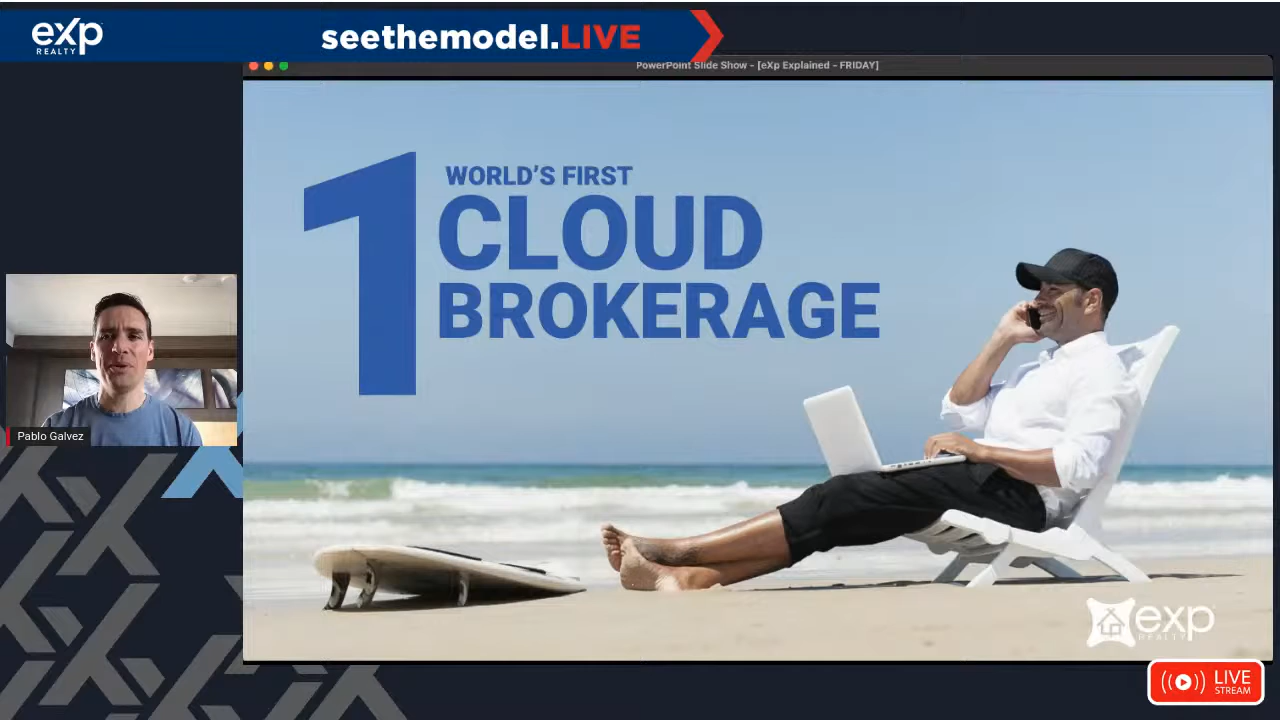 eXp
REALTY
seethemodel.LIVE
PowerPoint Slide Show - [eXp Explained - FRIDAY]
1
WORLD'S FIRST
CLOUD
BROKERAGE
Pablo Galvez
exp
REALTY
LIVE
STREAM